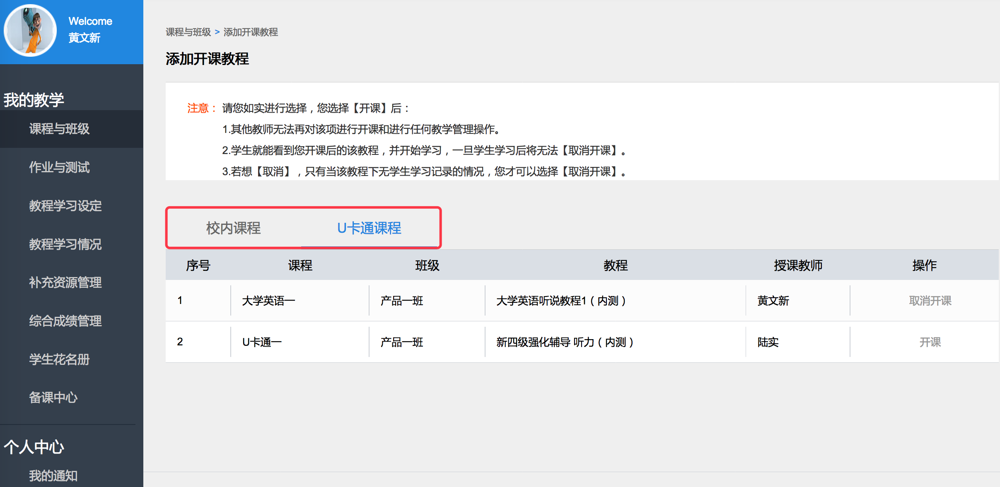 Welcome
黄文新
我的教学
课程与班级
作业与测试
教程学习设定
教程学习情况
补充资源管理
综合成绩管理
学生花名册
备课中心
个人中心
我的通知
课程与班级 > 添加开课教程
添加开课教程
注意： 请您如实进行选择，您选择【开课】后：
1.其他教师无法再对该项进行开课和进行任何教学管理操作。
2.学生就能看到您开课后的该教程，并开始学习，一旦学生学习后将无法【取消开课】。
3.若想【取消】，只有当该教程下无学生学习记录的情况，您才可以选择【取消开课】。
校内课程 U卡通课程
序号 课程 班级 教程 授课教师 操作
1 大学英语一 产品一班 大学英语听说教程1（内测） 黄文新 取消开课
2 U卡通一 产品一班 新四级强化辅导 听力（内测） 陆实 开课